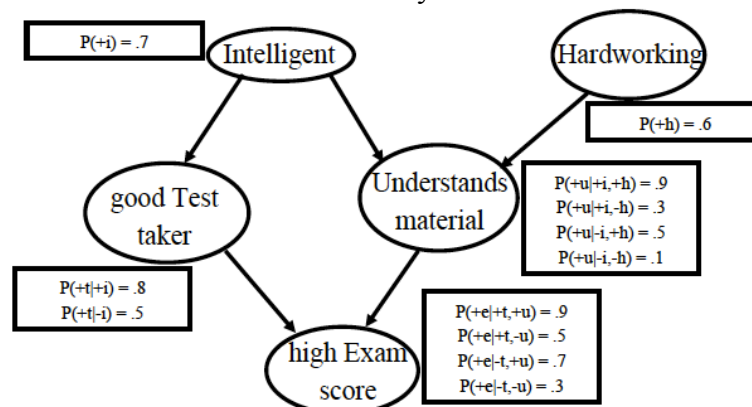 P(+i) = .7
Intelligent
Hardworking
P(+h) = .6
good Test
taker
Understands
material
P(+u|+i,+h) = .9
P(+u|+i,-h) = .3
P(+u|-i,+h) = .5
P(+u|-i,-h) = .1
P(+t|+i) = .8
P(+t|-i) = .5
high Exam
score
P(+e|+t,+u) = .9
P(+e|+t,-u) = .5
P(+e|-t,+u) = .7
P(+e|-t,-u) = .3